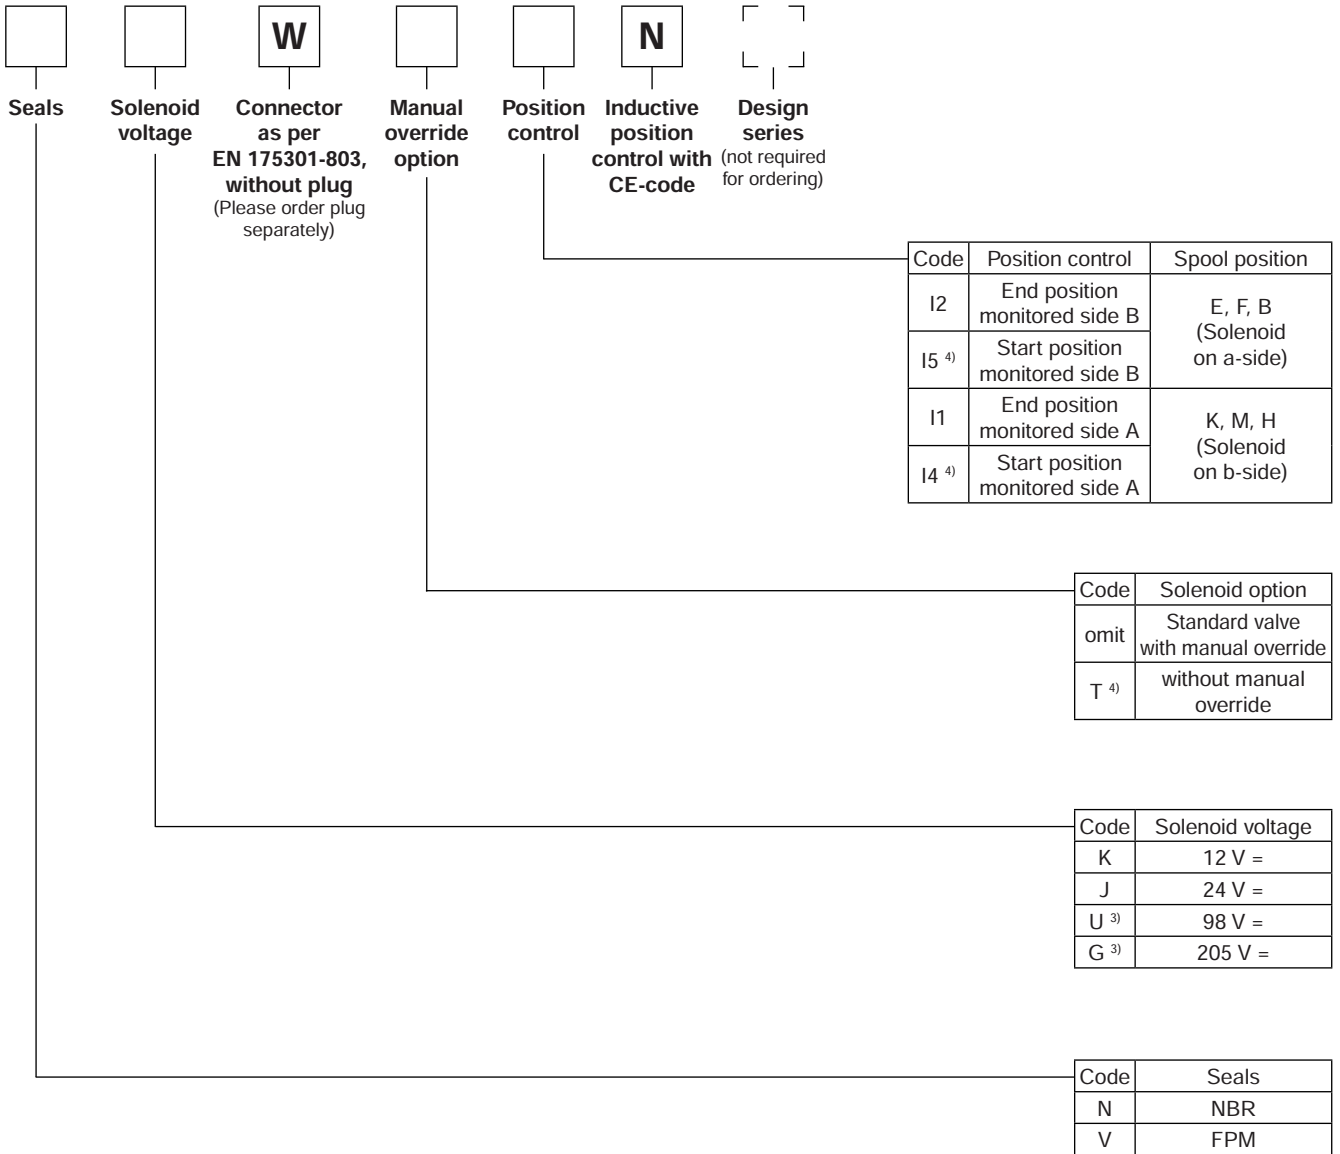 W
N
Seals
Solenoid
voltage
Connector
as per
EN 175301-803,
without plug
(Please order plug
separately)
Manual
override
option
Position
control
Inductive
position
control with
CE-code
Design
series
(not required
for ordering)
Code Position control Spool position
I2 End position
monitored side B
I5 4) Start position
monitored side B
E, F, B
(Solenoid
on a-side)
I1 End position
monitored side A
I4 4) Start position
monitored side A
K, M, H
(Solenoid
on b-side)
Code Solenoid option
omit Standard valve
with manual override
T 4) without manual
override
Code Solenoid voltage
K 12 V =
J 24 V =
U 3) 98 V =
G 3) 205 V =
Code Seals
N NBR
V FPM